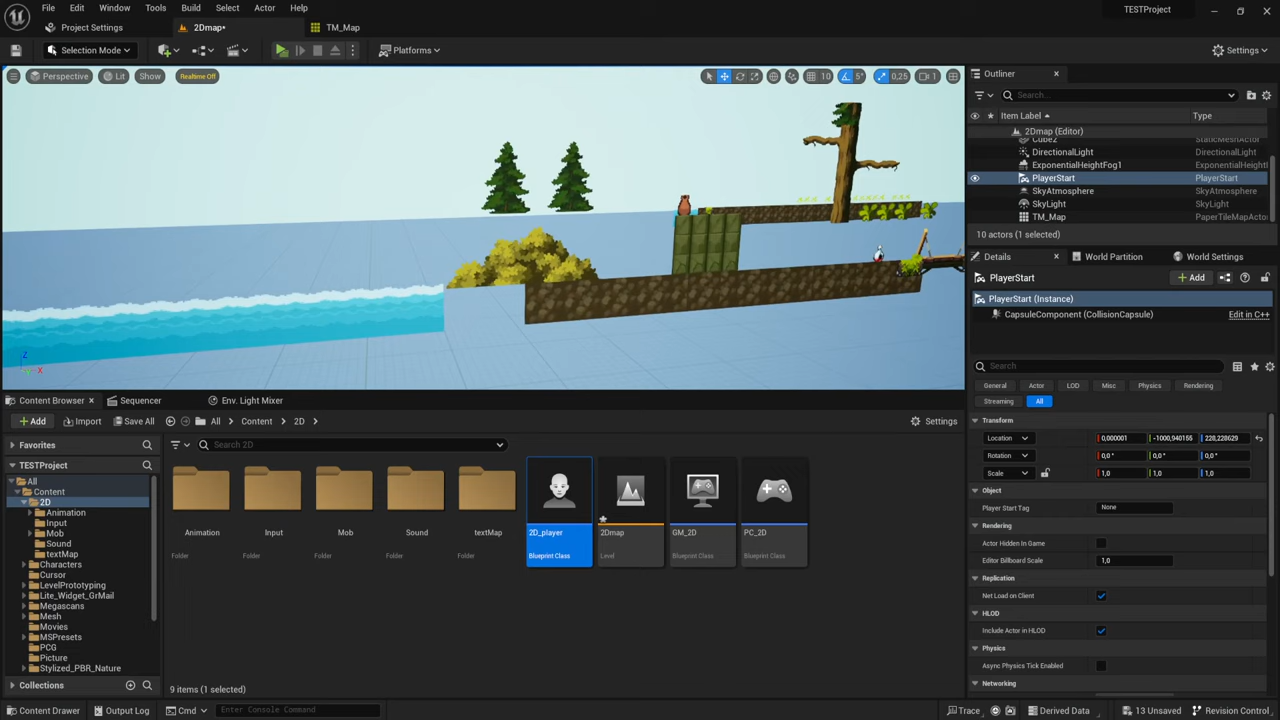 File Edit Window Tools Build Select Actor Help
TESTProject
Project Settings
2Dmap•
TM_Map
Selection Mode
Platforms
Settings
Perspective
Lit
Show
Realtime Off
10
5°
0,25
1
Z
X
Outliner
Search...
Item Label
Type
2Dmap (Editor)
Cube2 StaticMeshActor
DirectionalLight DirectionalLight
ExponentialHeightFog1 ExponentialHeight
PlayerStart PlayerStart
SkyAtmosphere SkyAtmosphere
SkyLight SkyLight
TM_Map PaperTileMapActor
10 actors (1 selected)
Details
World Partition
World Settings
PlayerStart
Add
PlayerStart (Instance)
CapsuleComponent (CollisionCapsule)
Edit in C++
Search
General Actor LOD Misc Physics Rendering
Streaming All
Transform
Location 0,000001 -1000,940155 228,228629
Rotation 0,0 ° 0,0 ° 0,0 °
Scale 1,0 1,0 1,0
Object
Player Start Tag None
Rendering
Actor Hidden In Game
Editor Billboard Scale 1,0
Replication
Net Load on Client
HLOD
Include Actor in HLOD
Physics
Async Physics Tick Enabled
Networking
Content Browser
Sequencer
Env. Light Mixer
Add
Import
Save All
All
Content
2D
Settings
Favorites
Search 2D
TESTProject
All
Content
2D
Animation
Input
Mob
Sound
textMap
Characters
Cursor
LevelPrototyping
Lite_Widget_GrMail
Megascans
Mesh
Movies
MSPresets
PCG
Picture
Stylized_PBR_Nature
Collections
Animation
Folder
Input
Folder
Mob
Folder
Sound
Folder
textMap
Folder
2D_player
Blueprint Class
2Dmap
Level
GM_2D
Blueprint Class
PC_2D
Blueprint Class
9 items (1 selected)
Content Drawer
Output Log
Cmd
Enter Console Command
Trace
Derived Data
13 Unsaved
Revision Control